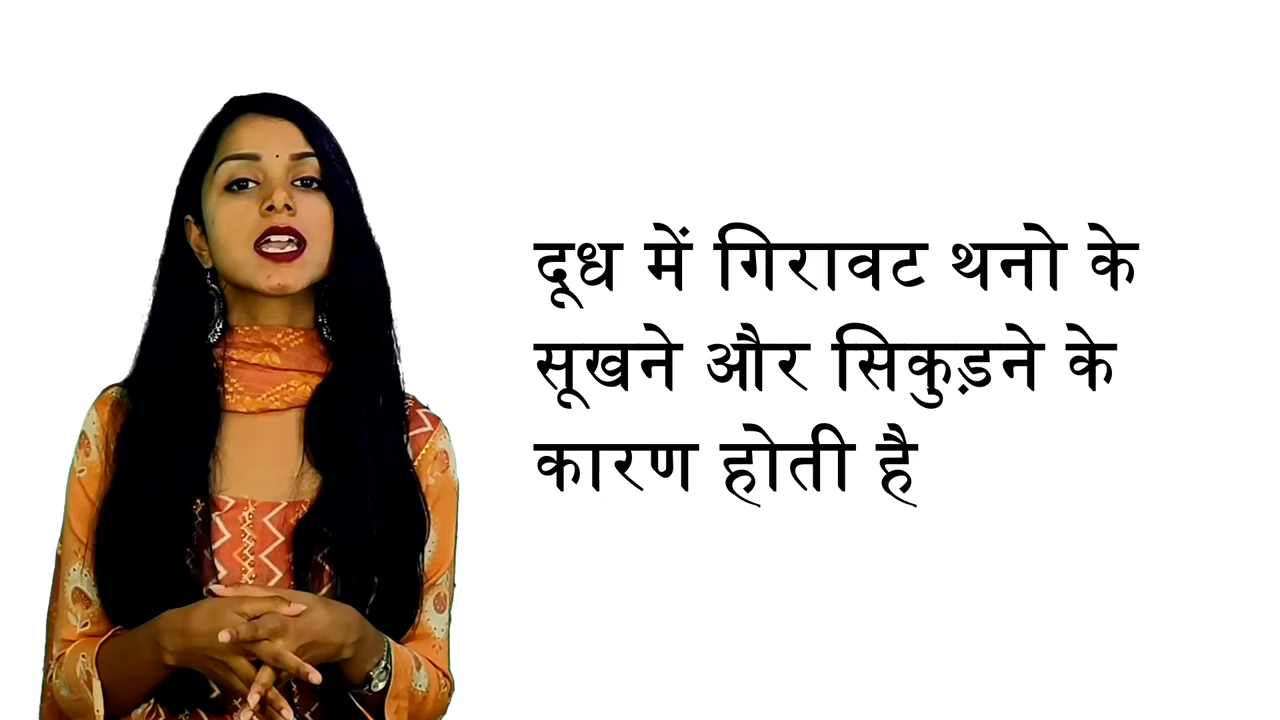 दूध में गिरावट थनो के
सूखने और सिकुड़ने के
कारण होती है